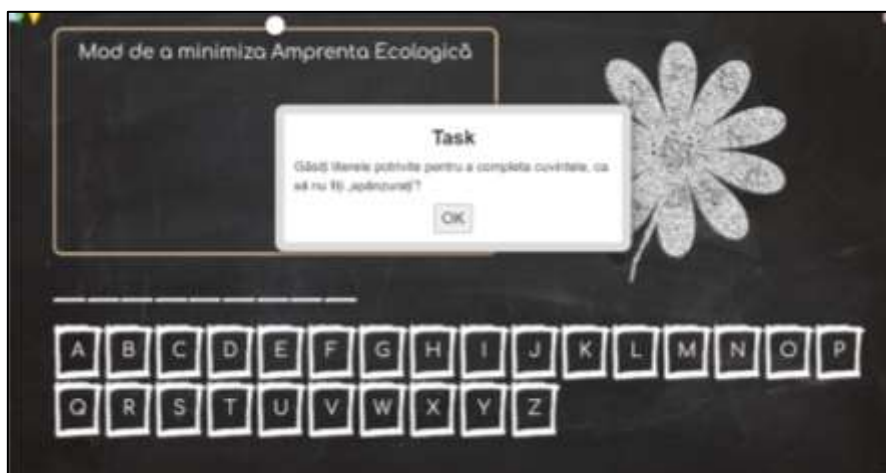 Mod de a minimiza Amprenta Ecologică
Task
Găsiți literele potrivite pentru a completa cuvintele, ca
să nu fiți „spânzurați”?
OK
A B C D E F G H I J K L M N O P
Q R S T U V W X Y Z